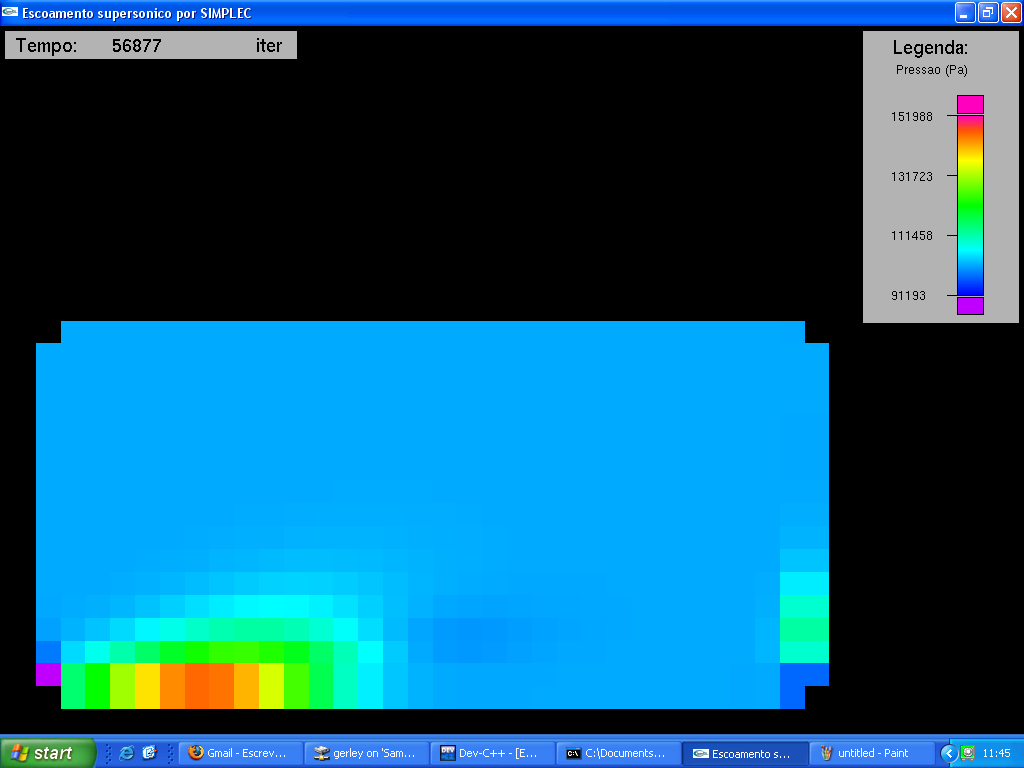 Escoamento supersonico por SIMPLEC
Tempo: 56877 iter
Legenda:
Pressao (Pa)
151988
131723
111458
91193
start
Gmail - Escrev...
gerley on 'Sam...
Dev-C++ - [E...
C:\Documents...
Escoamento s...
untitled - Paint
11:45